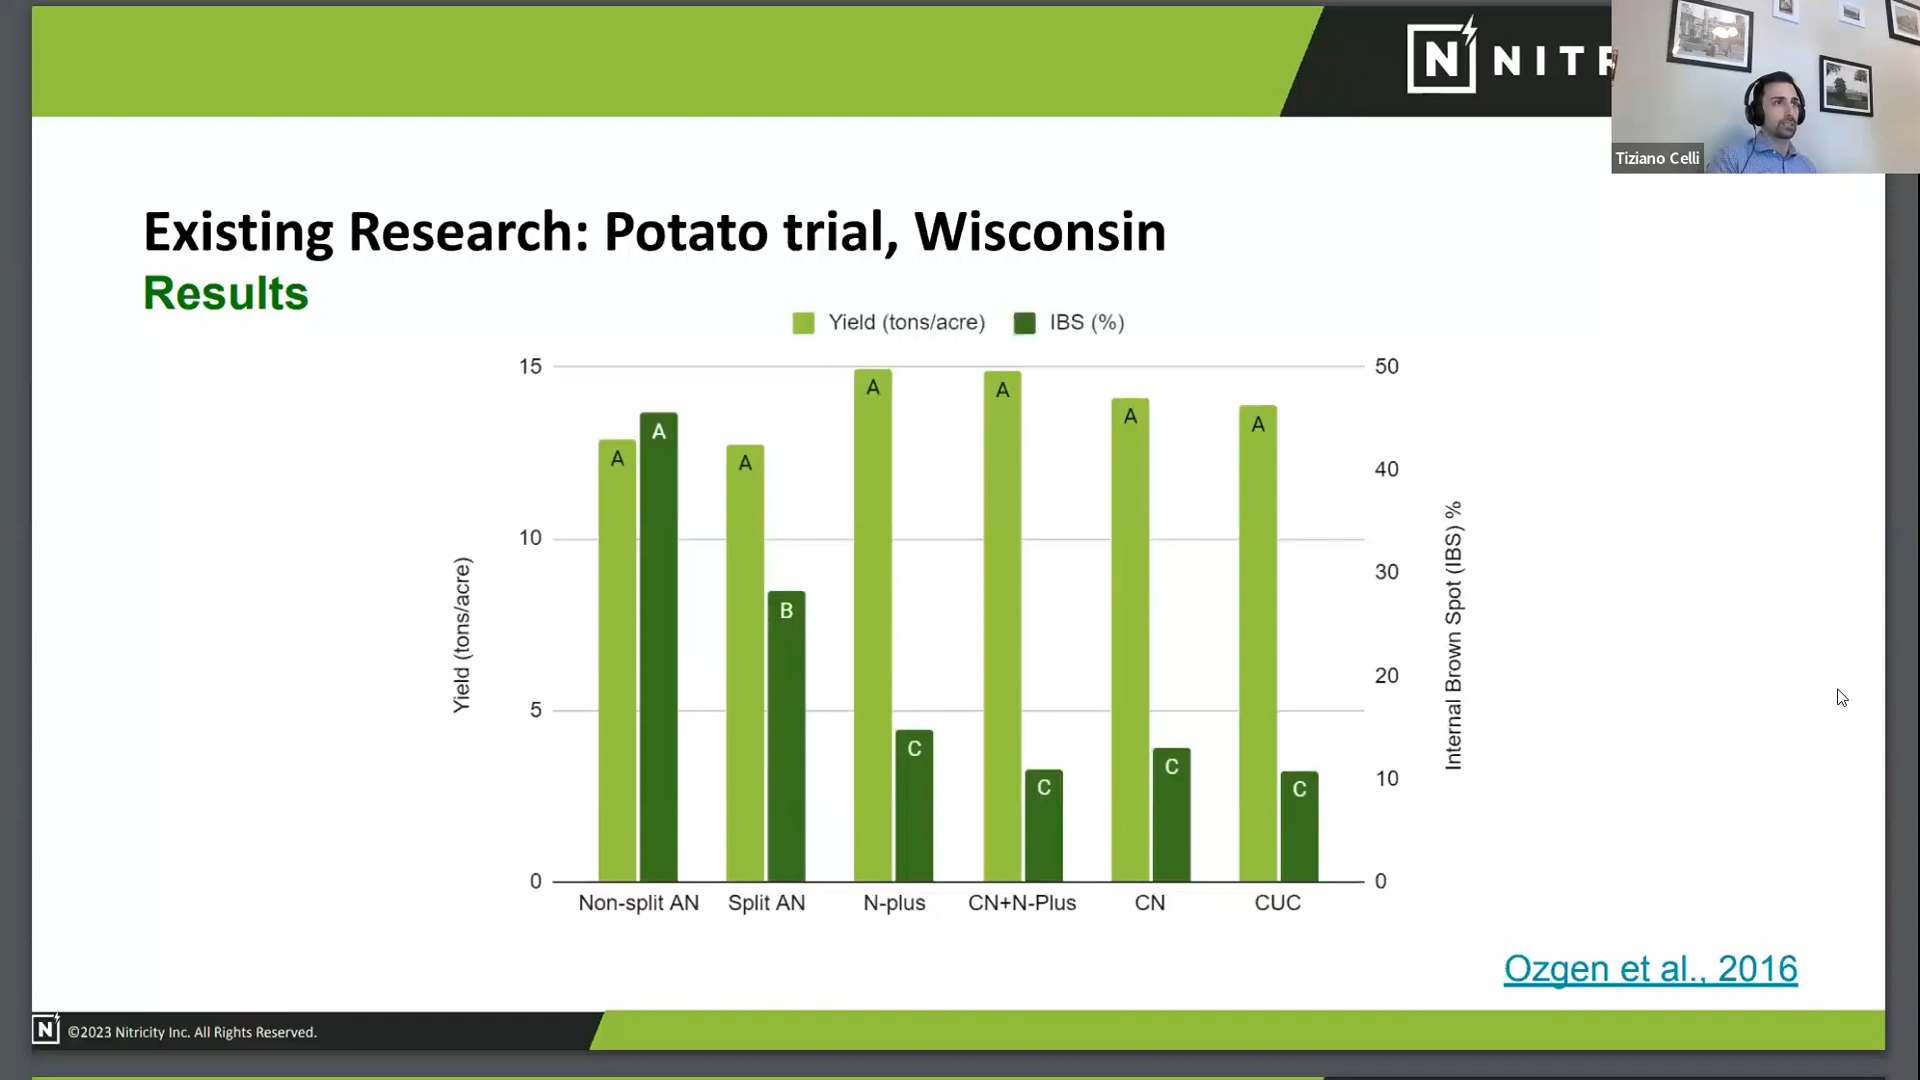 N NITR
Tiziano Celli
Existing Research: Potato trial, Wisconsin
Results
Yield (tons/acre) IBS (%)
15 50
A A A A A A A
40
10
B
30
Yield (tons/acre)
Internal Brown Spot (IBS) %
20
5
C C C C
10
0 0
Non-split AN Split AN N-plus CN+N-Plus CN CUC
Ozgen et al., 2016
N ©2023 Nitricity Inc. All Rights Reserved.